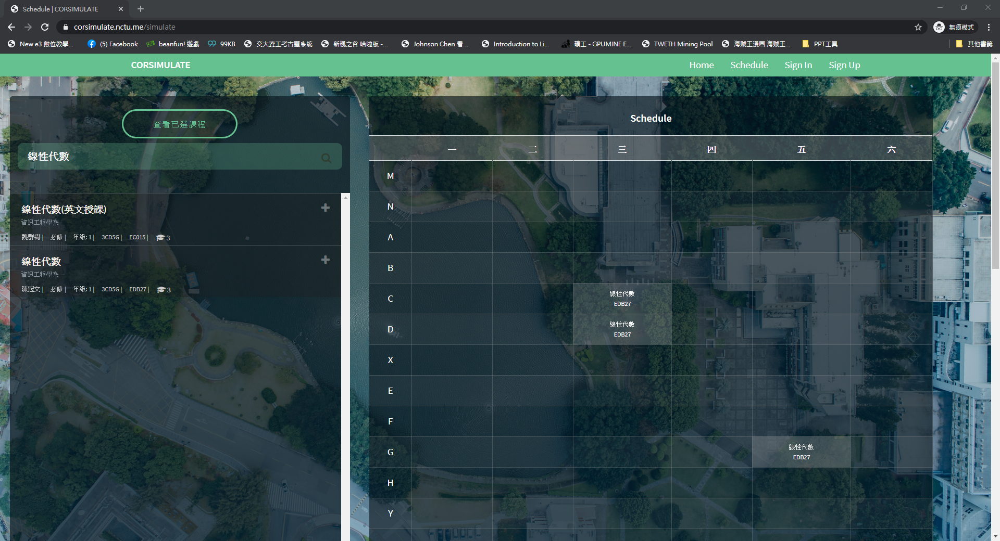 Schedule | CORSIMULATE
corsimulate.nctu.me/simulate
無痕模式
New e3 數位教學...
(5) Facebook
beanfun! 遊戲
99KB
交大資工考古題系統
新楓之谷 哈啦板 -...
Johnson Chen 看...
Introduction to Li...
礦工 - GPUMINE E...
TWETH Mining Pool
海賊王漫画 海賊王...
PPT工具
其他書籤
CORSIMULATE
Home
Schedule
Sign In
Sign Up
查看已選課程
線性代數
線性代數(英文授課)
資訊工程學系
魏群樹 | 必修 | 年級: 1 | 3CD5G | EC015 | 3
線性代數
資訊工程學系
陳冠文 | 必修 | 年級: 1 | 3CD5G | EDB27 | 3
Schedule
一 二 三 四 五 六
M
N
A
B
C
線性代數
EDB27
D
線性代數
EDB27
X
E
F
G
線性代數
EDB27
H
Y